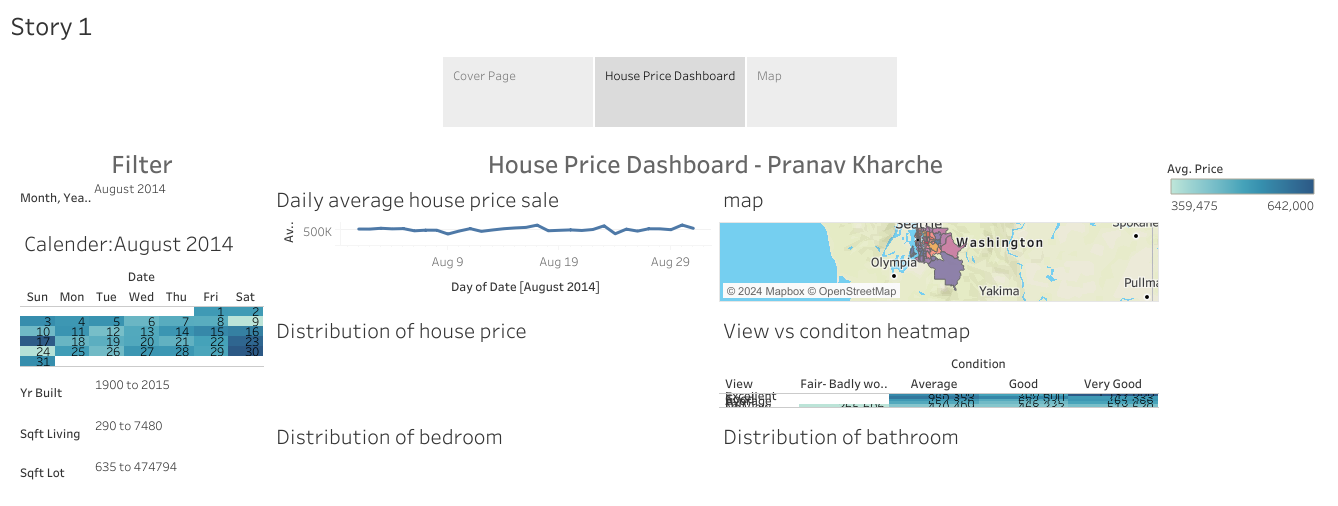 Story 1
Cover Page
House Price Dashboard
Map
Filter
House Price Dashboard - Pranav Kharche
Avg. Price
359,475 642,000
Month, Yea.. August 2014
Daily average house price sale
map
Av..
500K
Aug 9 Aug 19 Aug 29
Day of Date [August 2014]
Seattle
Spokane
Washington
Olympia
Yakima
Pullma
© 2024 Mapbox © OpenStreetMap
Calender:August 2014
Date
Sun Mon Tue Wed Thu Fri Sat
1 2
3 4 5 6 7 8 9
10 11 12 13 14 15 16
17 18 19 20 21 22 23
24 25 26 27 28 29 30
31
Distribution of house price
View vs conditon heatmap
Condition
View Fair- Badly wo.. Average Good Very Good
Excellent
Average
Yr Built 1900 to 2015
Sqft Living 290 to 7480
Sqft Lot 635 to 474794
Distribution of bedroom
Distribution of bathroom